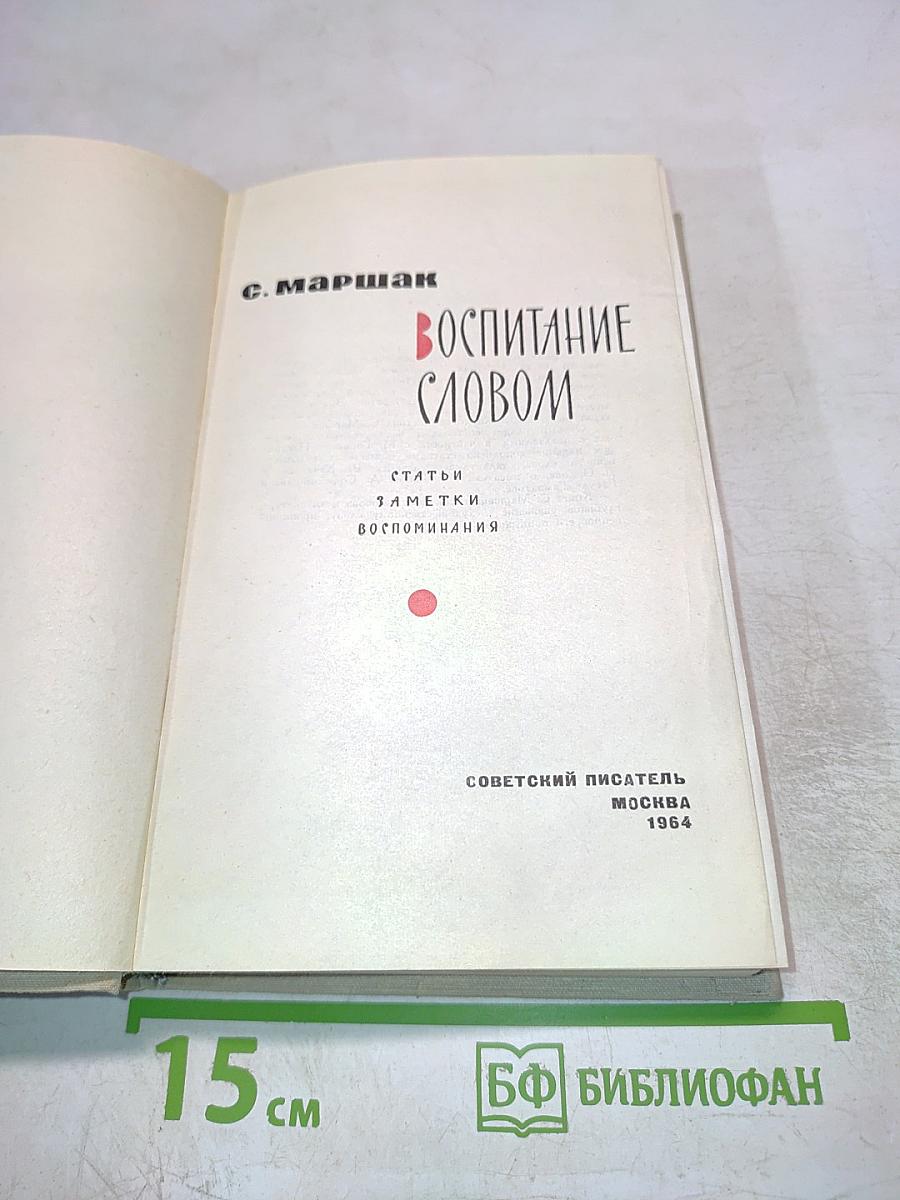 С. МАРШАК
ВОСПИТАНИЕ
СЛОВОМ
СТАТЬИ
ЗАМЕТКИ
ВОСПОМИНАНИЯ
СОВЕТСКИЙ ПИСАТЕЛЬ
МОСКВА
1964
15 см
БФ БИБЛИОФАН